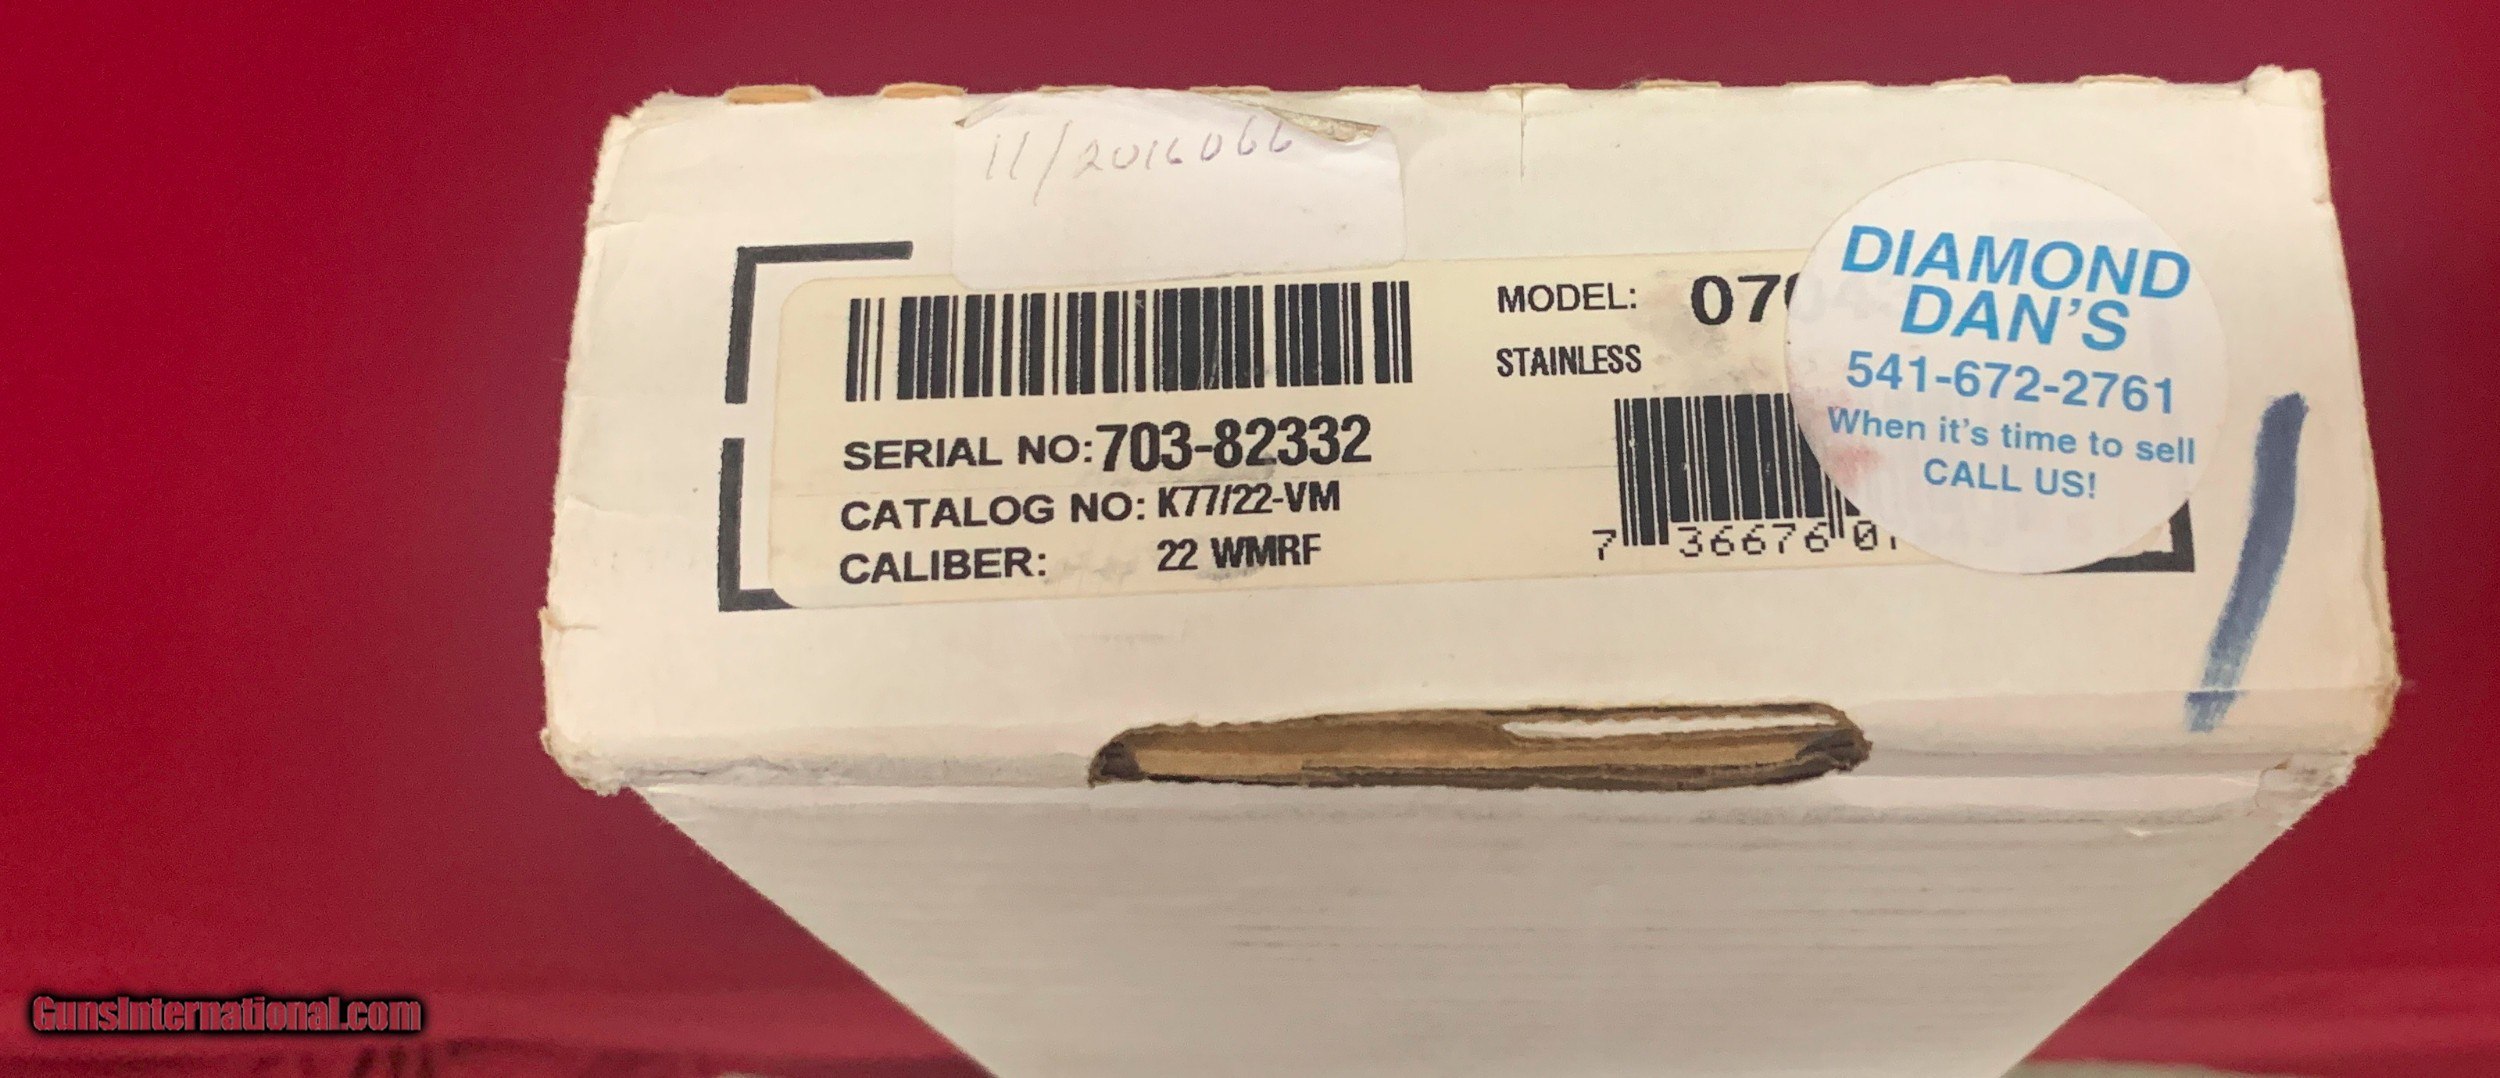 11/2016066
MODEL: 070
STAINLESS
SERIAL NO: 703-82332
CATALOG NO: K77/22-VM
CALIBER: 22 WMRF
7 36676 0
DIAMOND
DAN'S
541-672-2761
When it's time to sell
CALL US!
GunsInternational.com